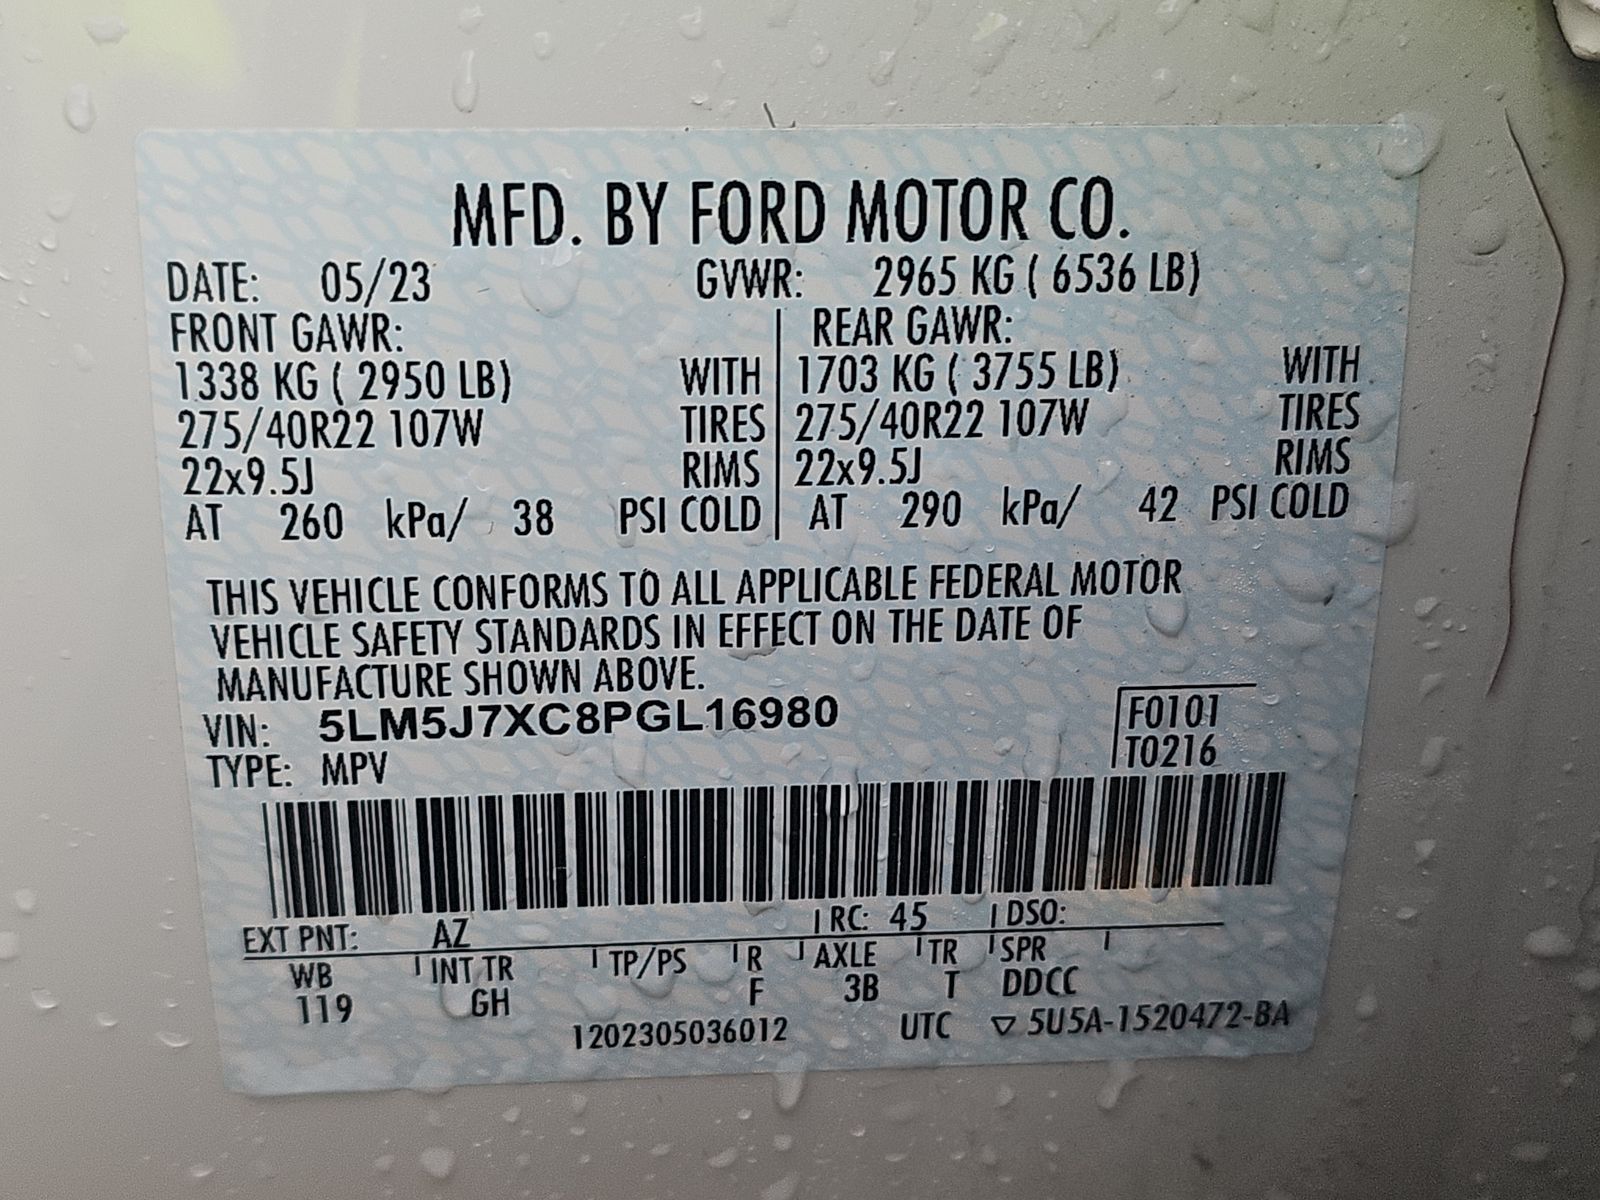 MFD. BY FORD MOTOR CO.
DATE: 05/23 GVWR: 2965 KG ( 6536 LB)
FRONT GAWR: REAR GAWR:
1338 KG ( 2950 LB) WITH 1703 KG ( 3755 LB) WITH
275/40R22 107W TIRES 275/40R22 107W TIRES
22x9.5J RIMS 22x9.5J RIMS
AT 260 kPa/ 38 PSI COLD AT 290 kPa/ 42 PSI COLD
THIS VEHICLE CONFORMS TO ALL APPLICABLE FEDERAL MOTOR
VEHICLE SAFETY STANDARDS IN EFFECT ON THE DATE OF
MANUFACTURE SHOWN ABOVE.
VIN: 5LM5J7XC8PGL16980 F0101
TYPE: MPV T0216
EXT PNT: AZ RC: 45 DSO:
WB INT TR TP/PS R AXLE TR SPR
119 GH F 3B T DDCC
1202305036012 UTC ▽ 5U5A-1520472-BA